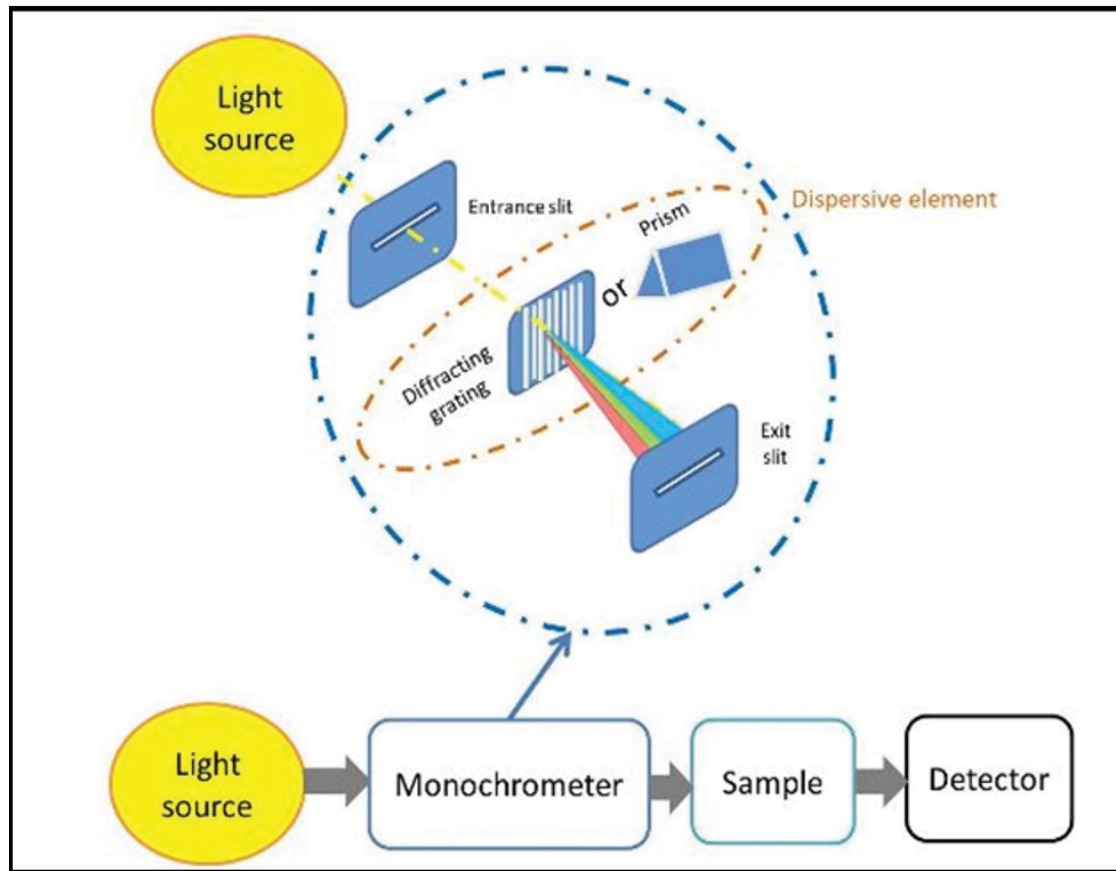 Light
source
Entrance slit
Dispersive element
Prism
or
Diffracting
grating
Exit
slit
Light
source
Monochrometer
Sample
Detector